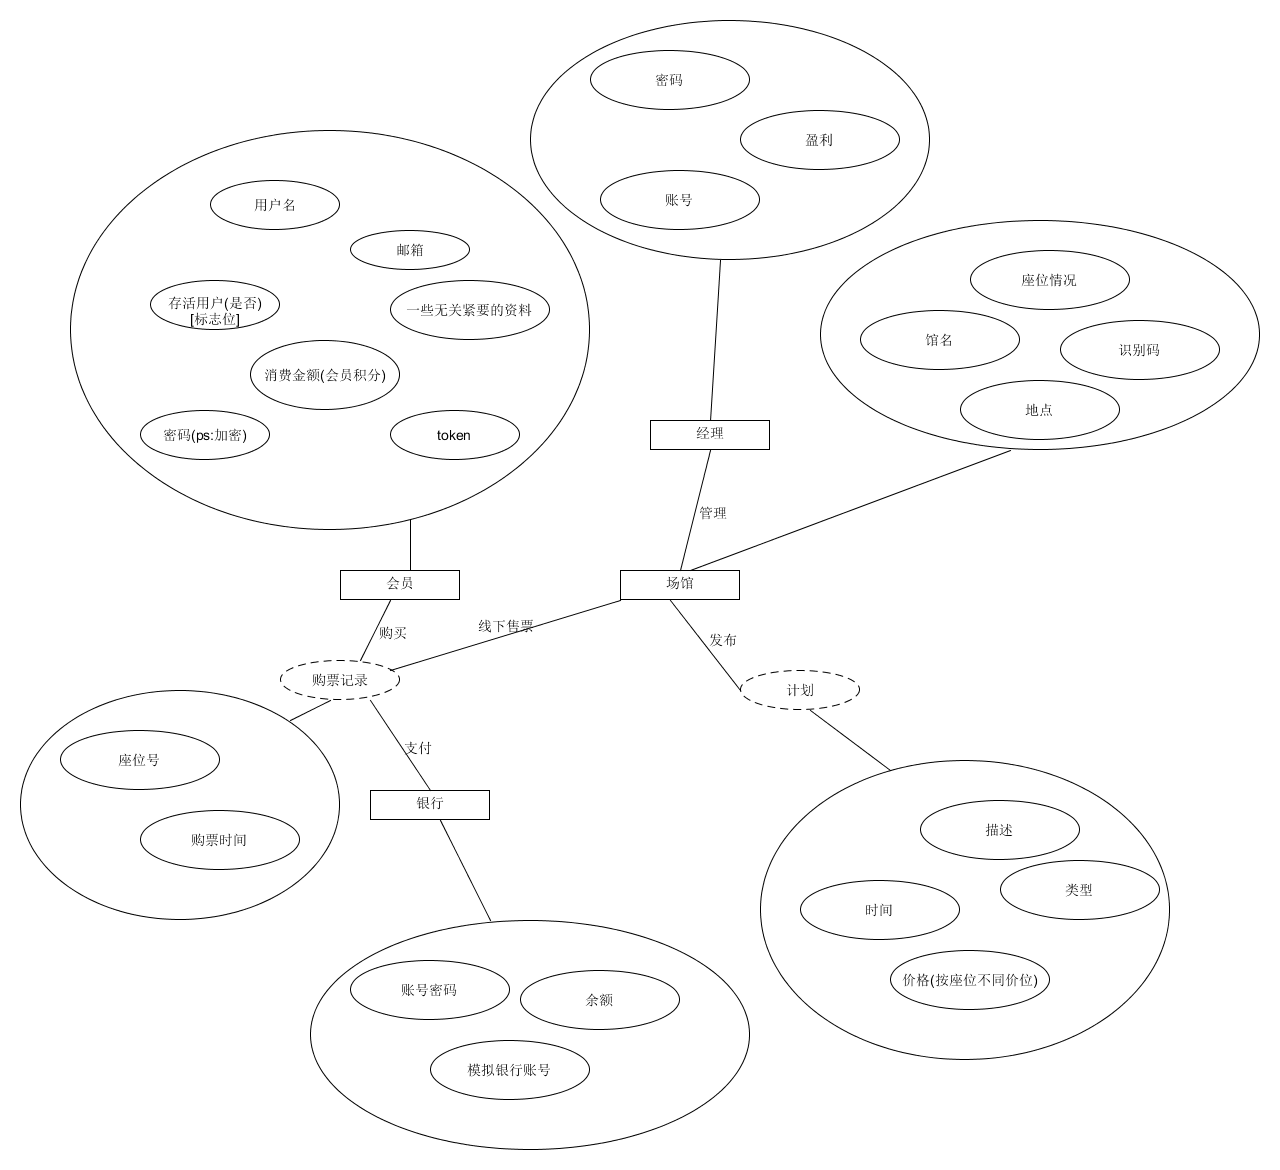 密码
盈利
账号
用户名
邮箱
存活用户(是否)
[标志位]
一些无关紧要的资料
消费金额(会员积分)
密码(ps:加密)
token
座位情况
馆名
识别码
地点
经理
管理
会员
场馆
购买
线下售票
发布
购票记录
计划
座位号
购票时间
支付
银行
描述
类型
时间
价格(按座位不同价位)
账号密码
余额
模拟银行账号